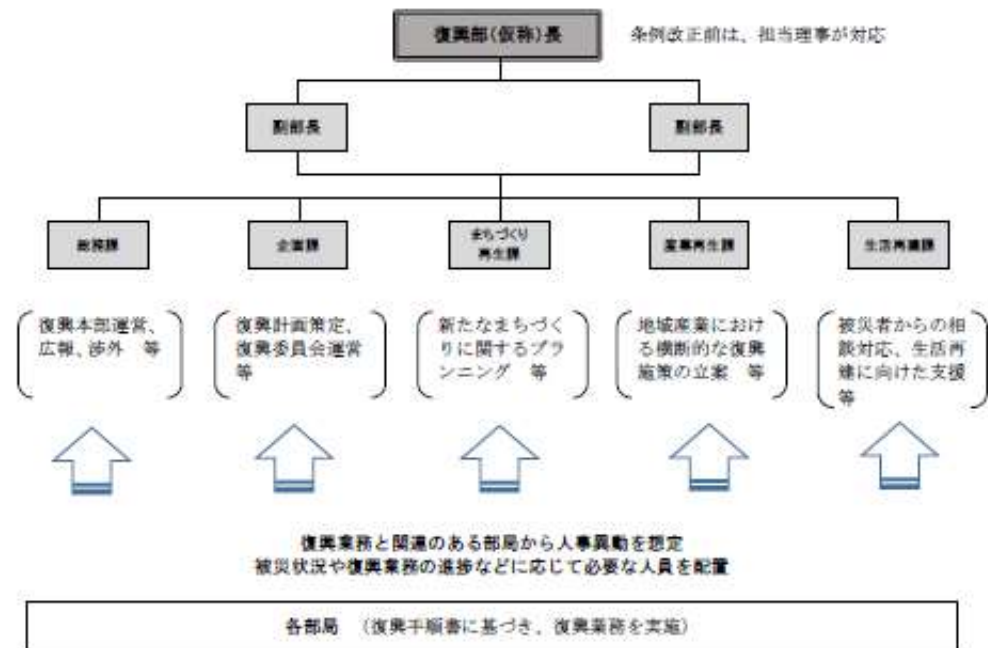 復興部(仮称)長
条例改正前は、担当理事が対応
副部長
副部長
総務課
企画課
まちづくり
再生課
産業再生課
生活再建課
復興本部運営、
広報、渉外 等
復興計画策定、
復興委員会運営
等
新たなまちづく
りに関するプラ
ンニング 等
地域産業におけ
る横断的な復興
施策の立案 等
被災者からの相
談対応、生活再
建に向けた支援
等
復興業務と関連のある部局から人事異動を想定
被災状況や復興業務の進捗などに応じて必要な人員を配置
各部局 (復興手順書に基づき、復興業務を実施)